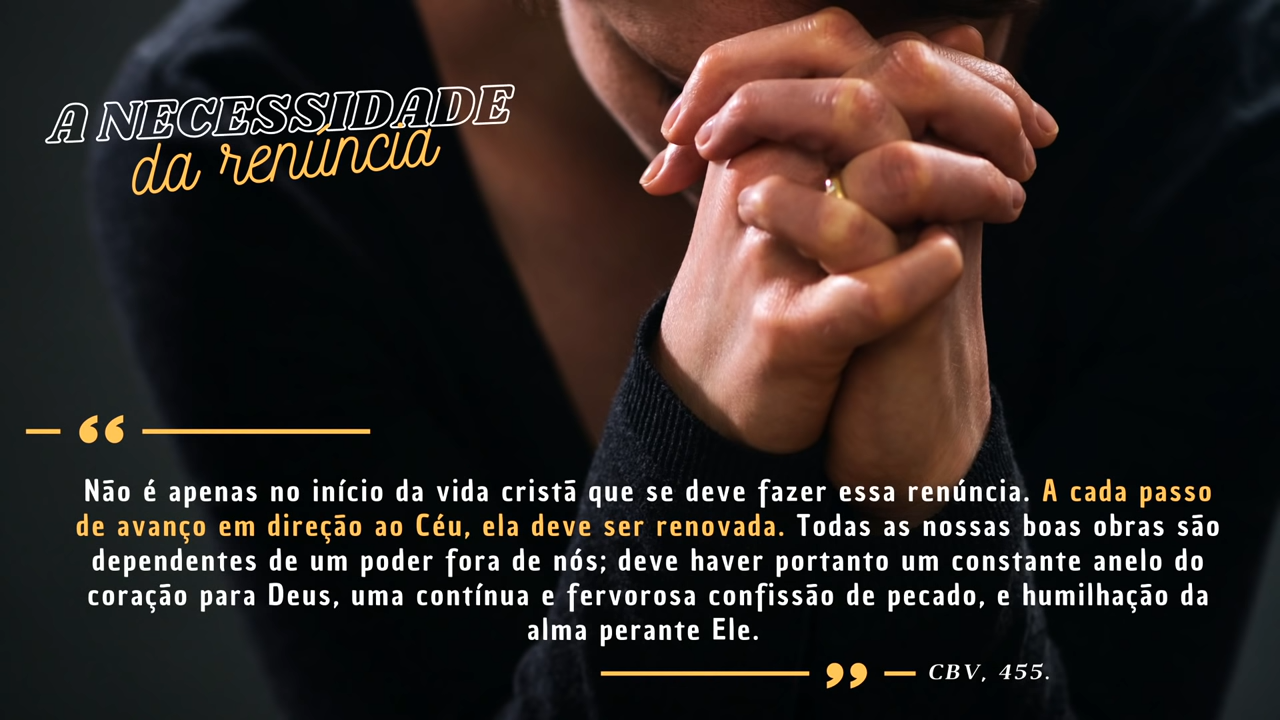 A NECESSIDADE
da renúncia
“
Não é apenas no início da vida cristã que se deve fazer essa renúncia. A cada passo
de avanço em direção ao Céu, ela deve ser renovada. Todas as nossas boas obras são
dependentes de um poder fora de nós; deve haver portanto um constante anelo do
coração para Deus, uma contínua e fervorosa confissão de pecado, e humilhação da
alma perante Ele.
” CBV, 455.